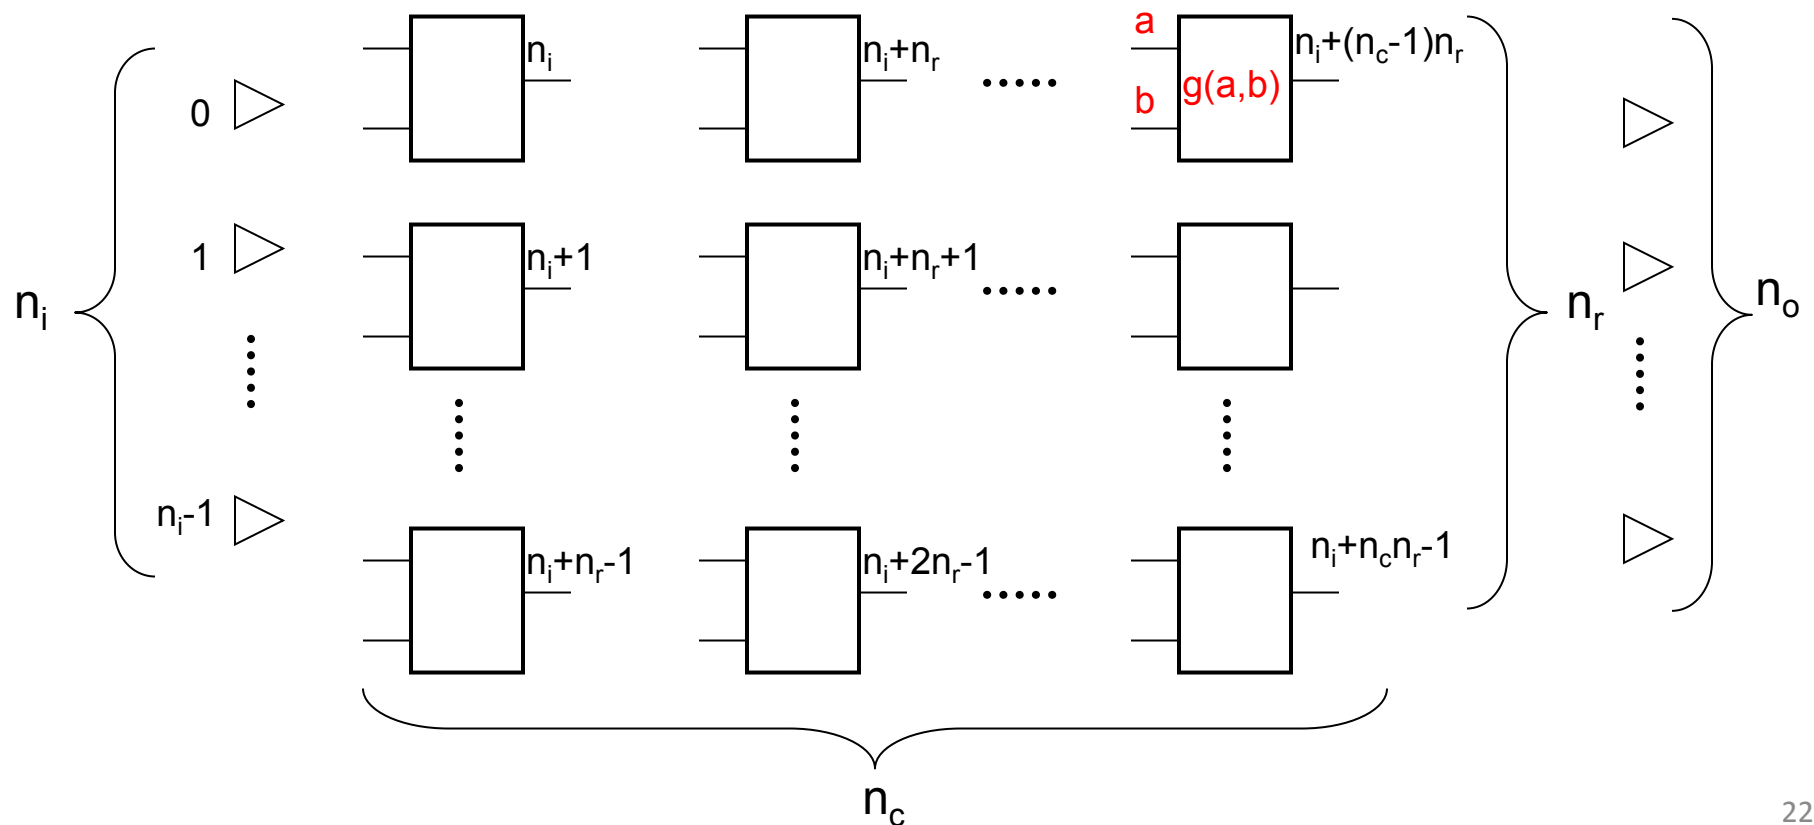 a
n_i
n_i+n_r
n_i+(n_c-1)n_r
0
b
g(a,b)
1
n_i+1
n_i+n_r+1
n_i
n_r
n_o
n_i-1
n_i+n_r-1
n_i+2n_r-1
n_i+n_cn_r-1
n_c
22